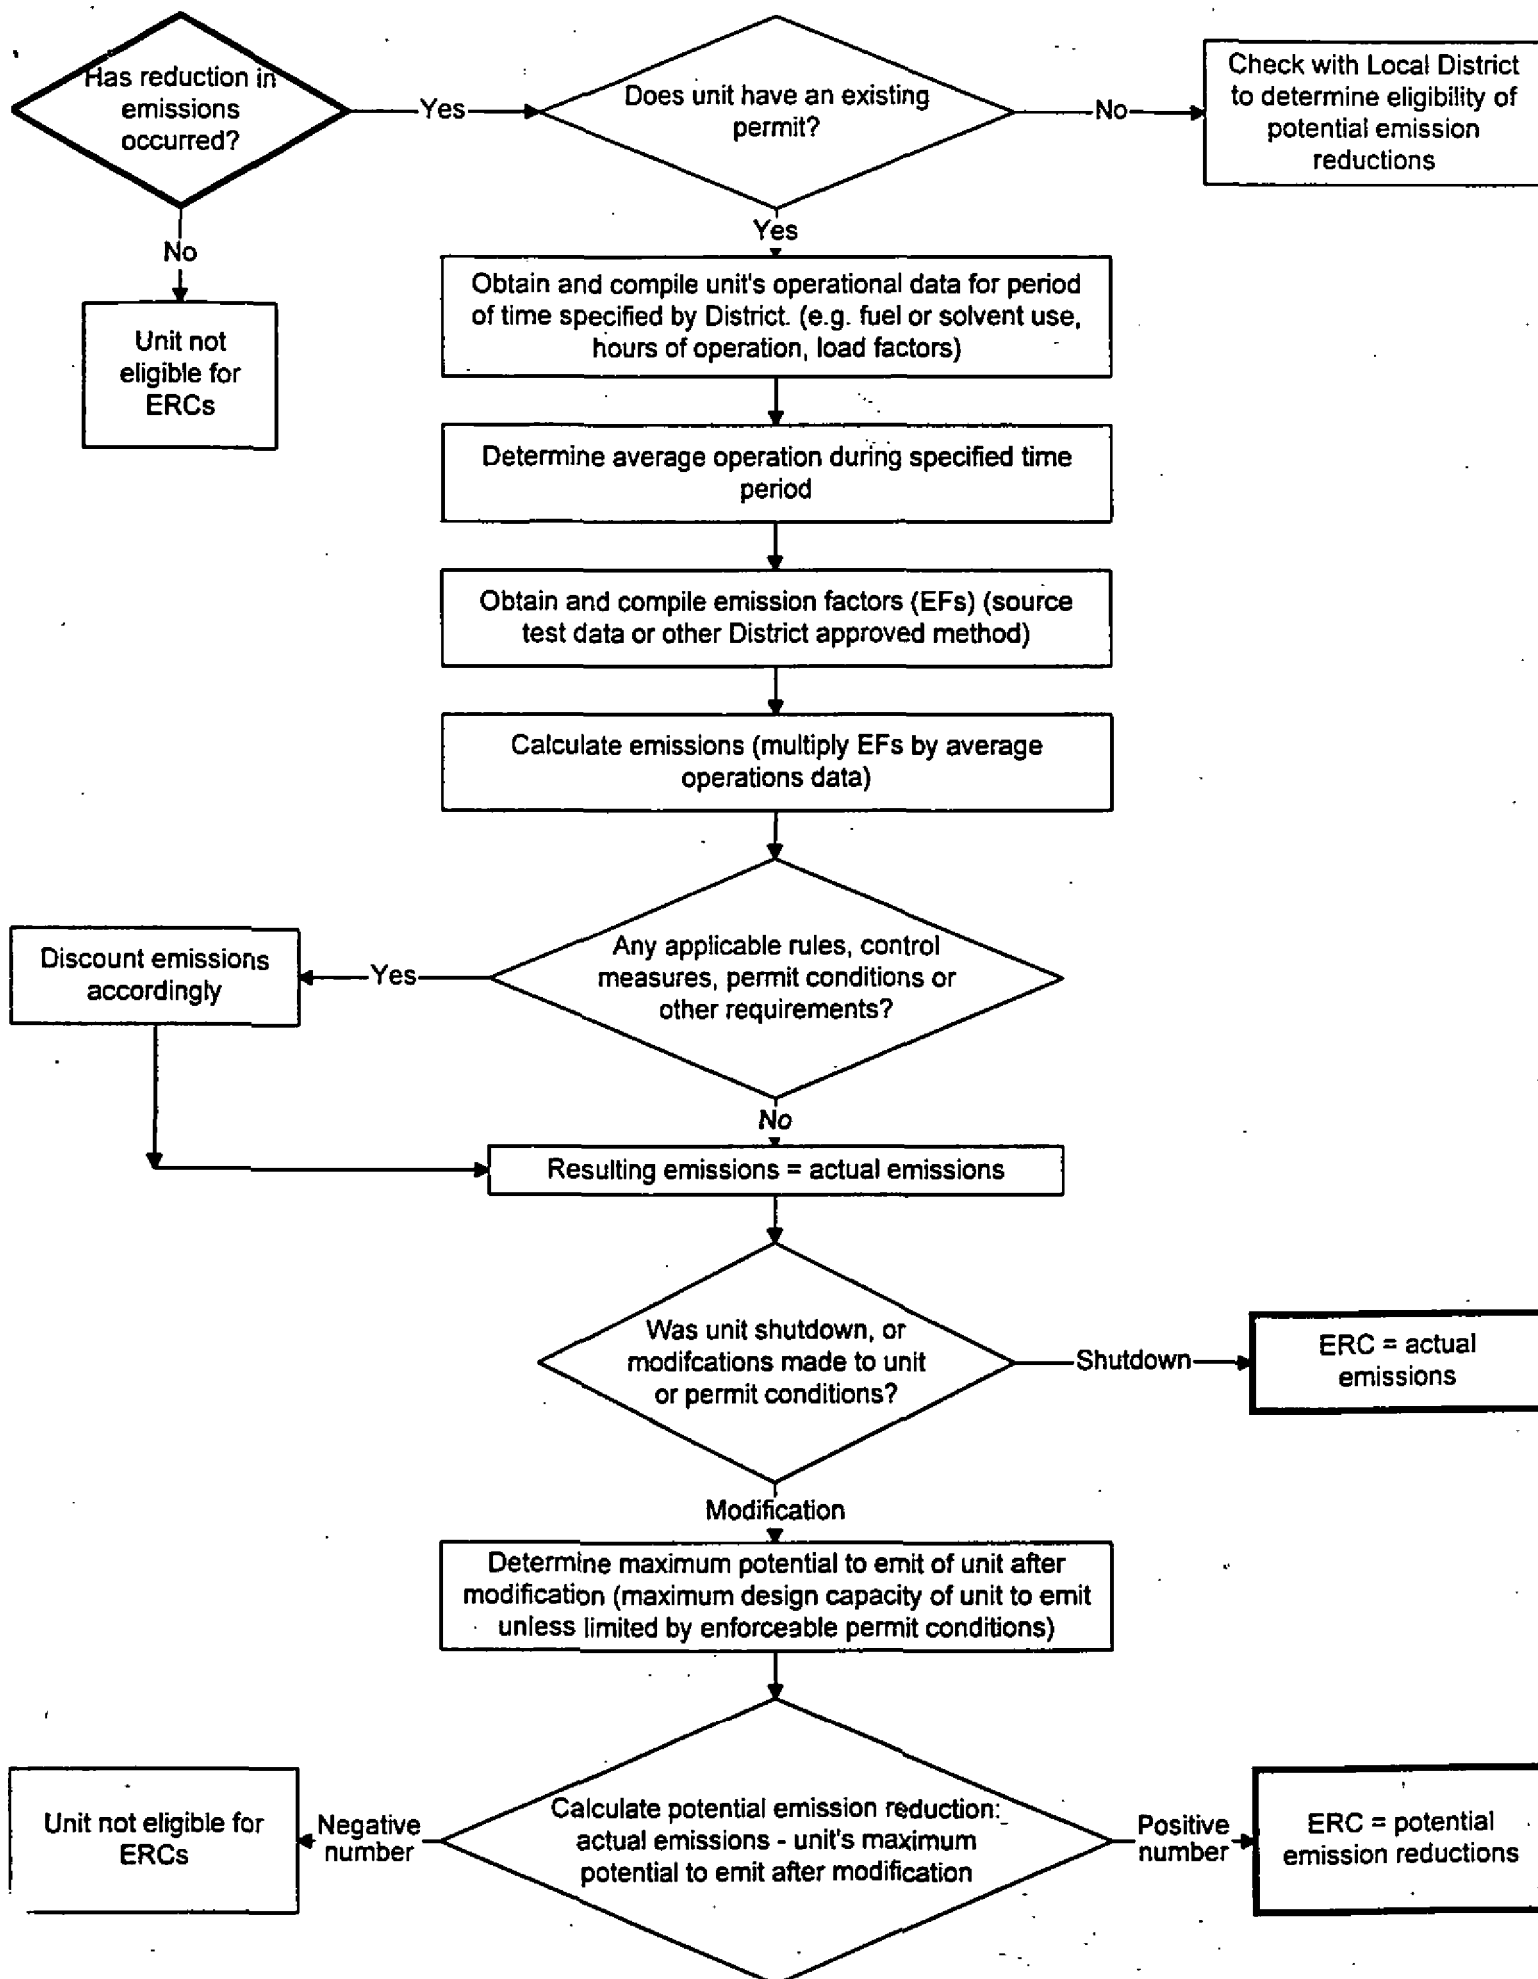 Has reduction in
emissions
occurred?
Yes
Does unit have an existing
permit?
No
Check with Local District
to determine eligibility of
potential emission
reductions
No
Yes
Unit not
eligible for
ERCs
Obtain and compile unit's operational data for period
of time specified by District. (e.g. fuel or solvent use,
hours of operation, load factors)
Determine average operation during specified time
period
Obtain and compile emission factors (EFs) (source
test data or other District approved method)
Calculate emissions (multiply EFs by average
operations data)
Any applicable rules, control
measures, permit conditions or
other requirements?
Yes
Discount emissions
accordingly
No
Resulting emissions = actual emissions
Was unit shutdown, or
modifcations made to unit
or permit conditions?
Shutdown
ERC = actual
emissions
Modification
Determine maximum potential to emit of unit after
modification (maximum design capacity of unit to emit
unless limited by enforceable permit conditions)
Calculate potential emission reduction:
actual emissions - unit's maximum
potential to emit after modification
Negative
number
Unit not eligible for
ERCs
Positive
number
ERC = potential
emission reductions